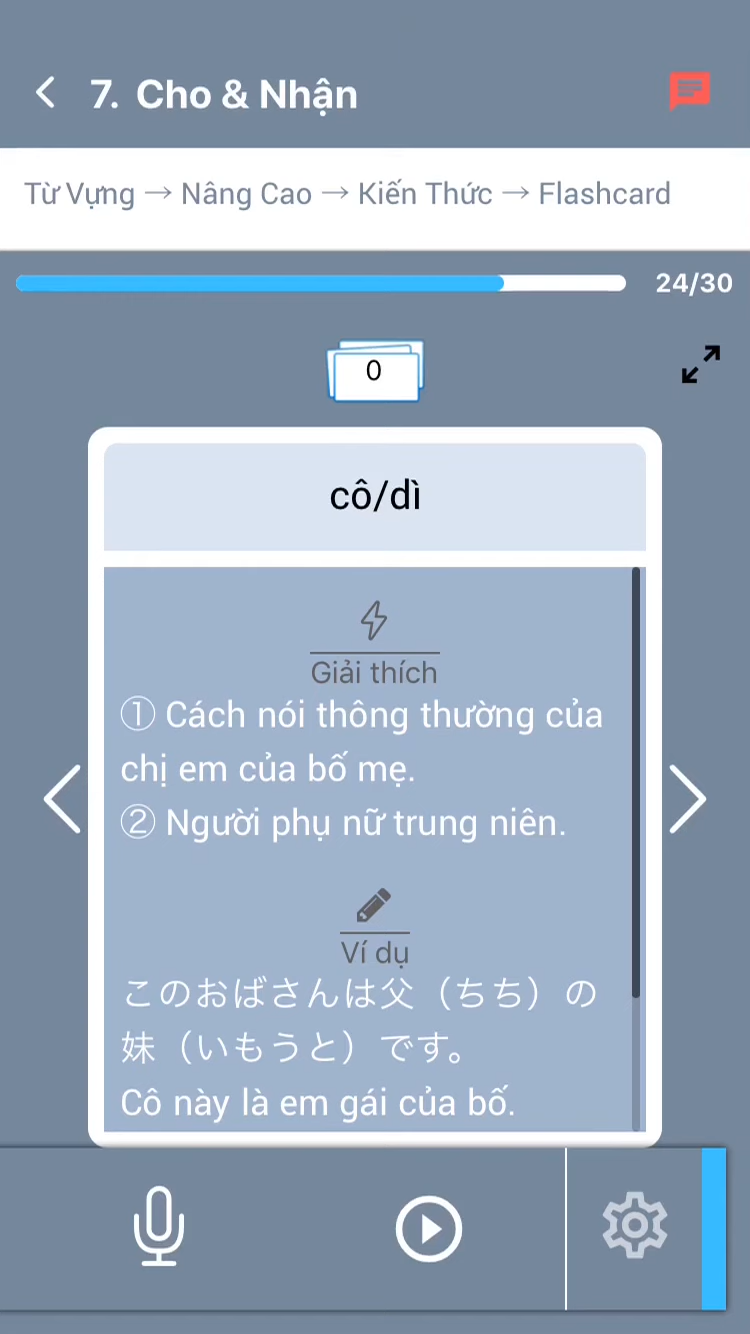 7. Cho & Nhận
Từ Vựng → Nâng Cao → Kiến Thức → Flashcard
24/30
0
cô/dì
Giải thích
① Cách nói thông thường của
chị em của bố mẹ.
② Người phụ nữ trung niên.
Ví dụ
このおばさんは父（ちち）の
妹（いもうと）です。
Cô này là em gái của bố.